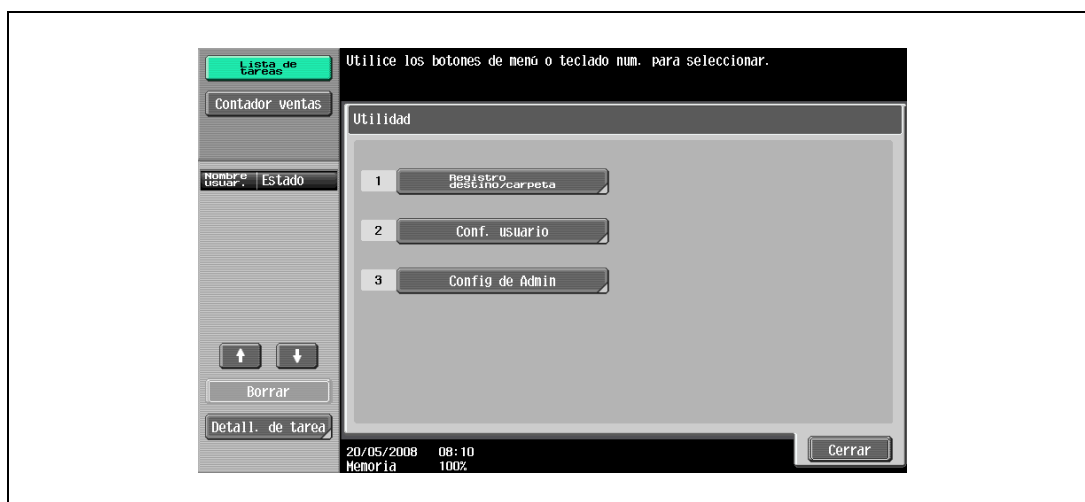 Lista de
tareas
Utilice los botones de menú o teclado num. para seleccionar.
Contador ventas
Utilidad
Nombre
usuar.
Estado
1
Registro
destino/carpeta
2
Conf. usuario
3
Config de Admin
Borrar
Detall. de tarea
20/05/2008 08:10
Memoria 100%
Cerrar